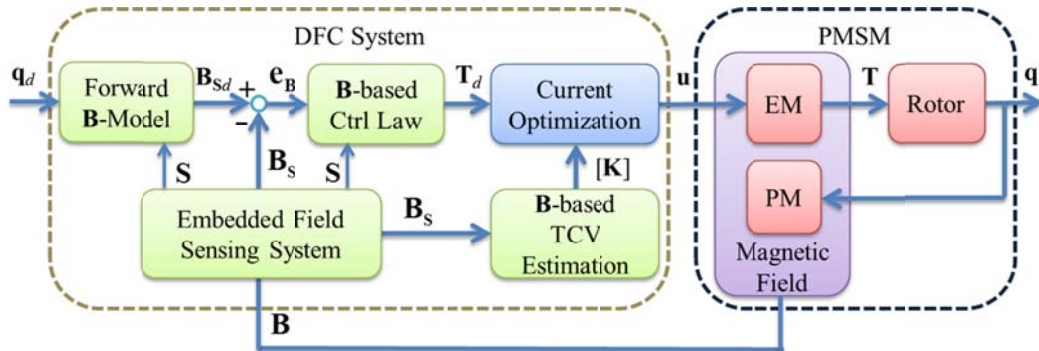 DFC System
PMSM
q_d
Forward
B-Model
B_Sd
+
−
e_B
B-based
Ctrl Law
T_d
Current
Optimization
u
EM
T
Rotor
q
S
B_S
S
[K]
PM
Embedded Field
Sensing System
B_S
B-based
TCV
Estimation
Magnetic
Field
B